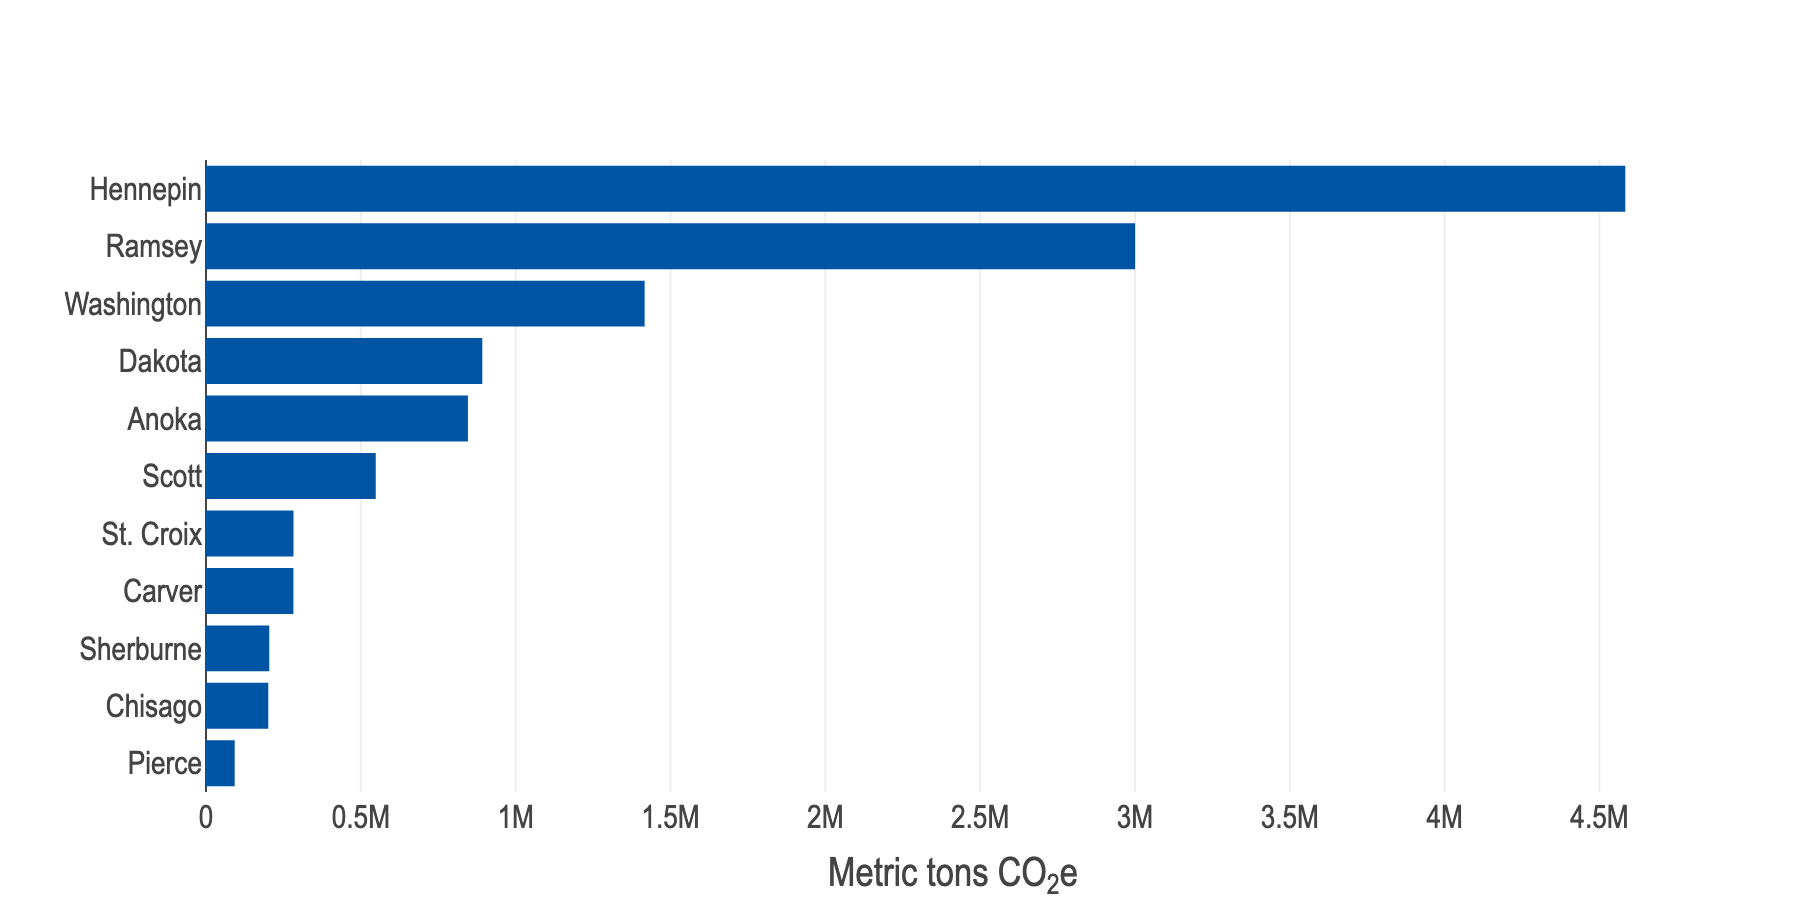 Hennepin
Ramsey
Washington
Dakota
Anoka
Scott
St. Croix
Carver
Sherburne
Chisago
Pierce
0 0.5M 1M 1.5M 2M 2.5M 3M 3.5M 4M 4.5M
Metric tons CO₂e